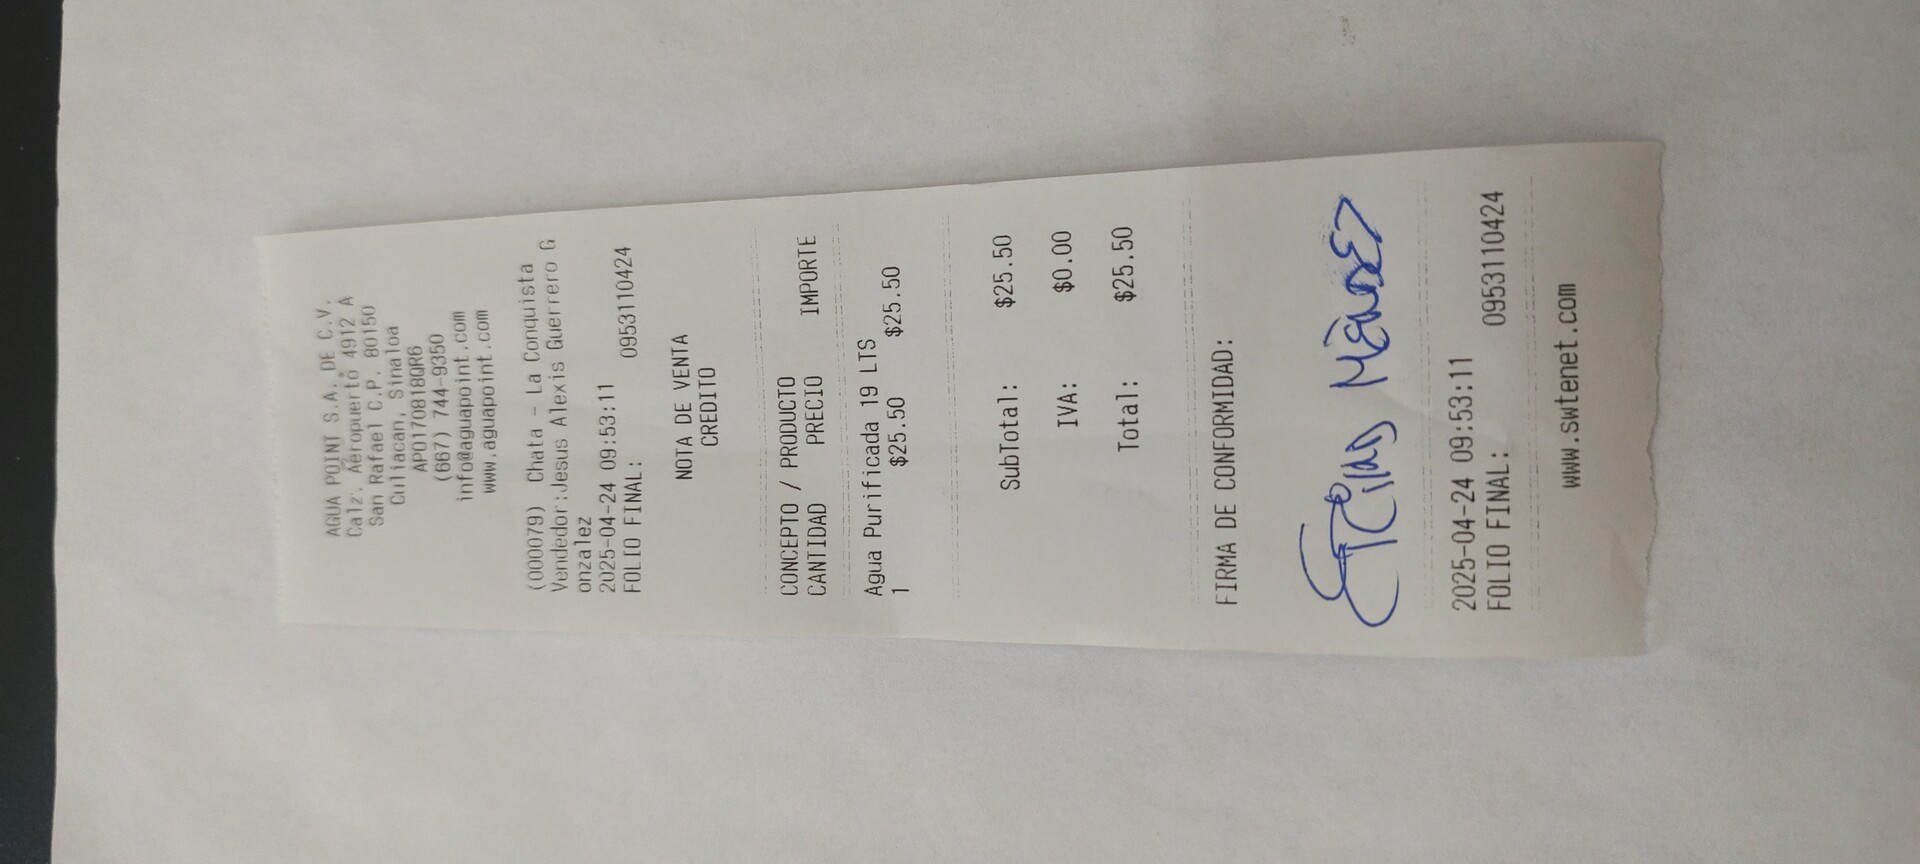 AGUA POINT S.A. DE C.V.
Calz. Aeropuerto 4912 A
San Rafael C.P. 80150
Culiacan, Sinaloa
APO170818QR6
(667) 744-9350
info@aguapoint.com
www.aguapoint.com
(000079) Chata - La Conquista
Vendedor:Jesus Alexis Guerrero G
onzalez
2025-04-24 09:53:11
FOLIO FINAL: 0953110424
NOTA DE VENTA
CREDITO
CONCEPTO / PRODUCTO
CANTIDAD PRECIO IMPORTE
Agua Purificada 19 LTS
1 $25.50 $25.50
SubTotal: $25.50
IVA: $0.00
Total: $25.50
FIRMA DE CONFORMIDAD:
Méndez
2025-04-24 09:53:11
FOLIO FINAL: 0953110424
www.swtenet.com